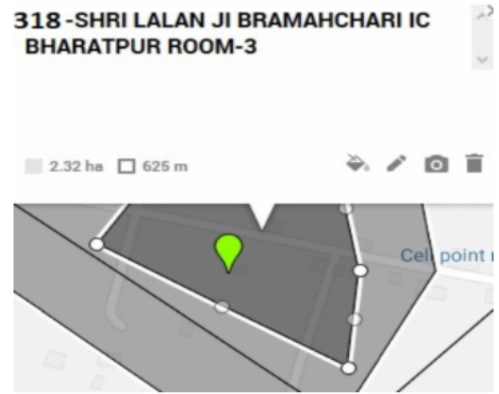 318-SHRI LALAN JI BRAMAHCHARI IC
BHARATPUR ROOM-3
2.32 ha 625 m
Cell point